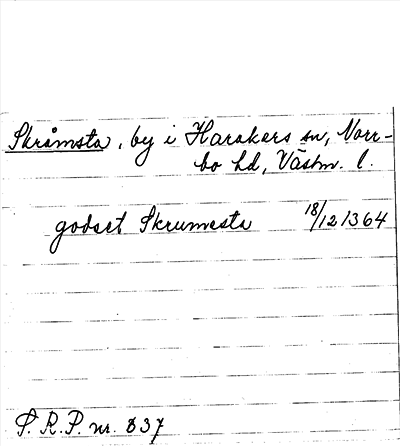 Skråmsta, by i Harakers sn, Norr-
bo hd, Västm. l.
godset Skrumesta 18/12 1364
S. R. P. nr. 837